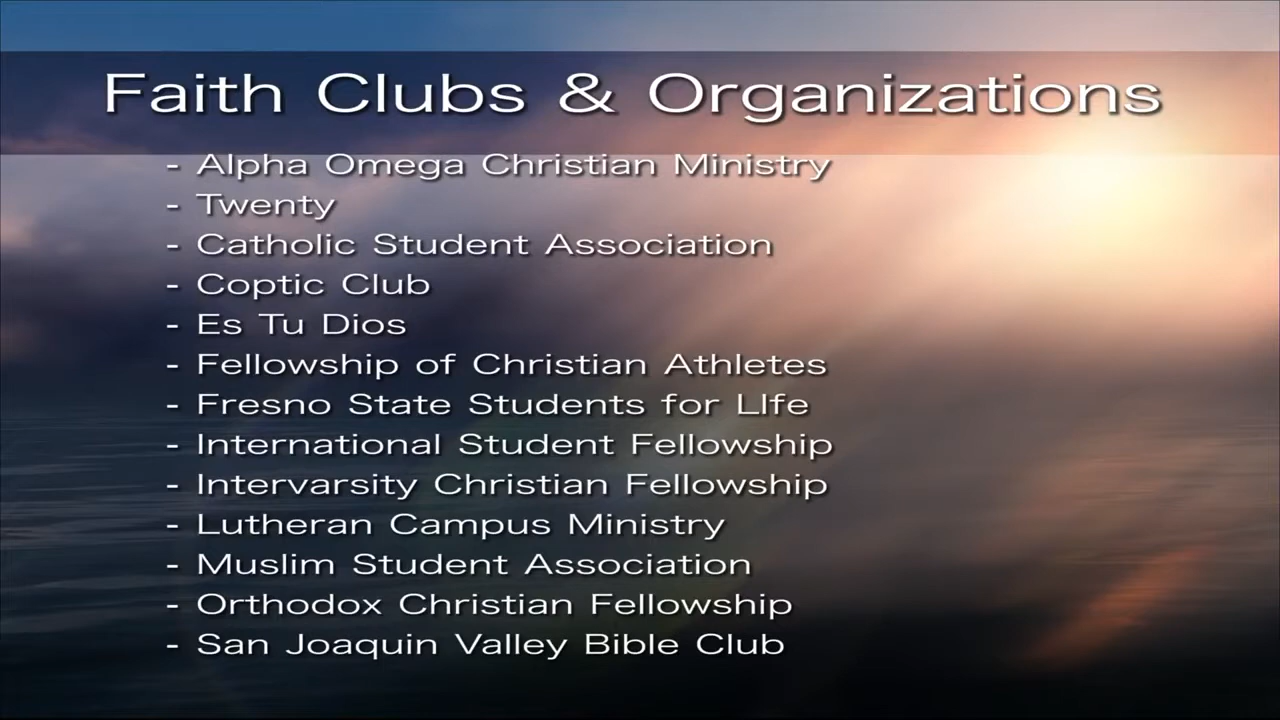 Faith Clubs & Organizations
- Alpha Omega Christian Ministry
- Twenty
- Catholic Student Association
- Coptic Club
- Es Tu Dios
- Fellowship of Christian Athletes
- Fresno State Students for LIfe
- International Student Fellowship
- Intervarsity Christian Fellowship
- Lutheran Campus Ministry
- Muslim Student Association
- Orthodox Christian Fellowship
- San Joaquin Valley Bible Club